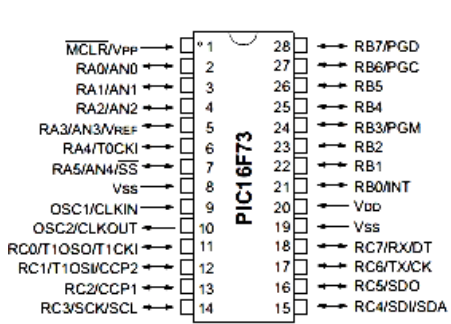 MCLR/VPP 1 28 RB7/PGD
RA0/AN0 2 27 RB6/PGC
RA1/AN1 3 26 RB5
RA2/AN2 4 25 RB4
RA3/AN3/VREF 5 24 RB3/PGM
RA4/T0CKI 6 23 RB2
RA5/AN4/SS 7 22 RB1
VSS 8 21 RB0/INT
OSC1/CLKIN 9 20 VDD
OSC2/CLKOUT 10 19 VSS
RC0/T1OSO/T1CKI 11 18 RC7/RX/DT
RC1/T1OSI/CCP2 12 17 RC6/TX/CK
RC2/CCP1 13 16 RC5/SDO
RC3/SCK/SCL 14 15 RC4/SDI/SDA
PIC16F73